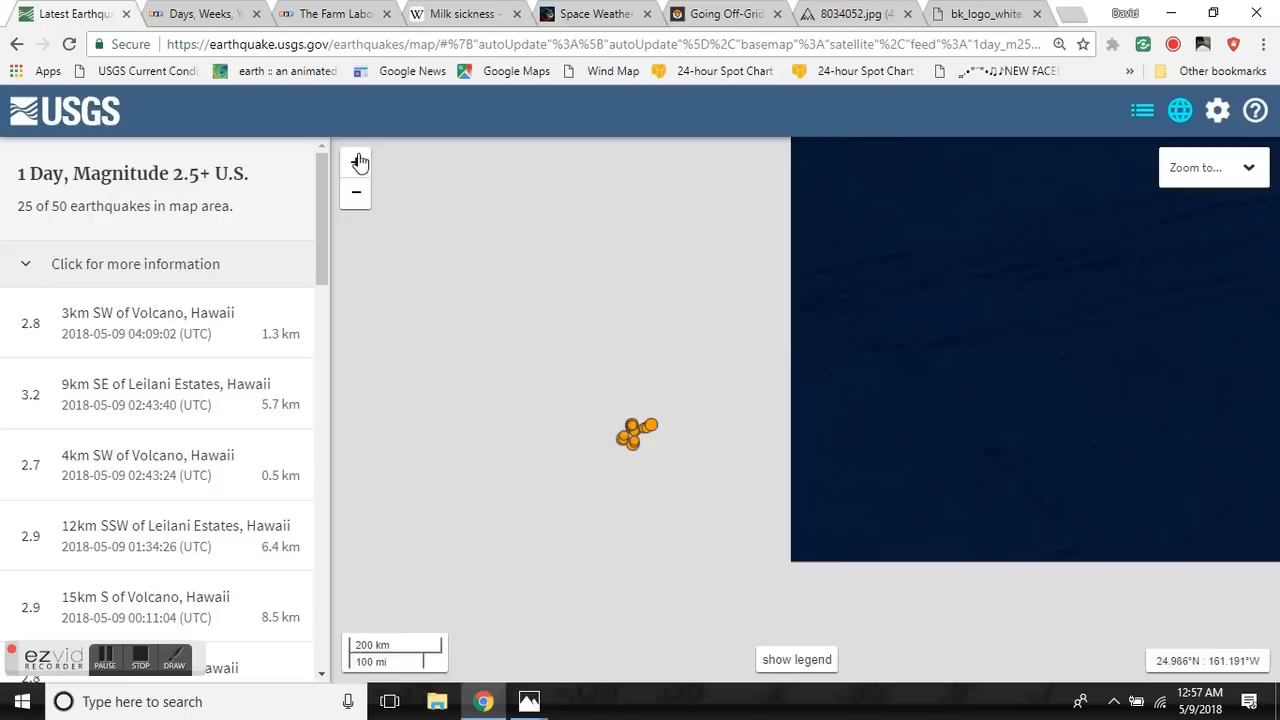 Latest Earthqu
Days, Weeks, Y
The Farm Labo
Milk sickness -
Space Weathe
Going Off-Grid
8034052.jpg (4
bk_logo_white.
David
Secure
https://earthquake.usgs.gov/earthquakes/map/#%7B"autoUpdate"%3A%5B"autoUpdate"%5D%2C"basemap"%3A"satellite"%2C"feed"%3A"1day_m25...
Apps
USGS Current Condi
earth :: an animated
Google News
Google Maps
Wind Map
24-hour Spot Chart
24-hour Spot Chart
Other bookmarks
USGS
1 Day, Magnitude 2.5+ U.S.
25 of 50 earthquakes in map area.
Click for more information
2.8
3km SW of Volcano, Hawaii
2018-05-09 04:09:02 (UTC)
1.3 km
3.2
9km SE of Leilani Estates, Hawaii
2018-05-09 02:43:40 (UTC)
5.7 km
2.7
4km SW of Volcano, Hawaii
2018-05-09 02:43:24 (UTC)
0.5 km
2.9
12km SSW of Leilani Estates, Hawaii
2018-05-09 01:34:26 (UTC)
6.4 km
2.9
15km S of Volcano, Hawaii
2018-05-09 00:11:04 (UTC)
8.5 km
2.8
awaii
ezvid
RECORDER
PAUSE
STOP
DRAW
Zoom to...
200 km
100 mi
show legend
24.986°N : 161.191°W
Type here to search
12:57 AM
5/9/2018